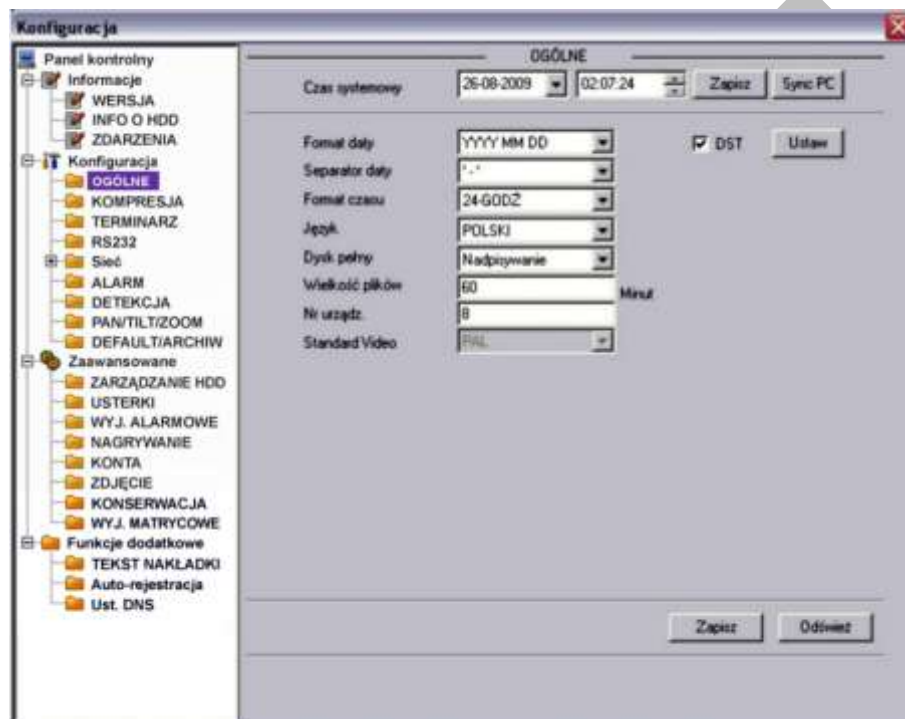 Konfiguracja
Panel kontrolny
Informacje
WERSJA
INFO O HDD
ZDARZENIA
Konfiguracja
OGÓLNE
KOMPRESJA
TERMINARZ
RS232
Sieć
ALARM
DETEKCJA
PAN/TILT/ZOOM
DEFAULT/ARCHIW
Zaawansowane
ZARZĄDZANIE HDD
USTERKI
WYJ. ALARMOWE
NAGRYWANIE
KONTA
ZDJĘCIE
KONSERWACJA
WYJ. MATRYCOWE
Funkcje dodatkowe
TEKST NAKŁADKI
Auto-rejestracja
Ust. DNS
OGÓLNE
Czas systemowy 26-08-2009 02:07:24 Zapisz Sync PC
Format daty YYYY MM DD DST Ustaw
Separator daty "-"
Format czasu 24-GODŹ
Język POLSKI
Dysk pełny Nadpisywanie
Wielkość plików 60 Minut
Nr urządz. 8
Standard Video PAL
Zapisz Odśwież